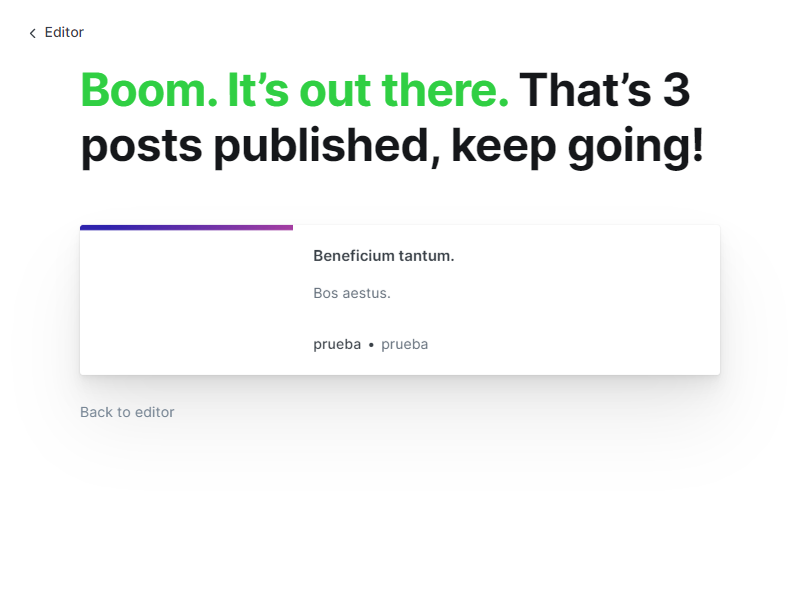 Editor
Boom. It’s out there. That’s 3
posts published, keep going!
Beneficium tantum.
Bos aestus.
prueba • prueba
Back to editor